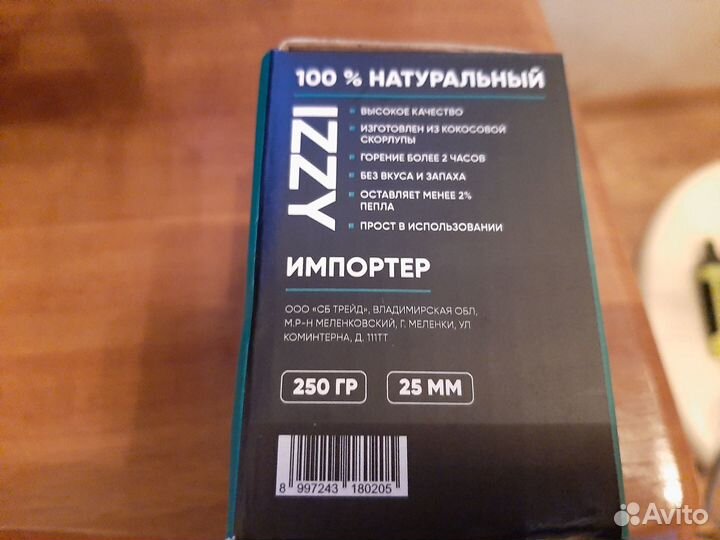 100 % НАТУРАЛЬНЫЙ
IZZY
ВЫСОКОЕ КАЧЕСТВО
ИЗГОТОВЛЕН ИЗ КОКОСОВОЙ
СКОРЛУПЫ
ГОРЕНИЕ БОЛЕЕ 2 ЧАСОВ
БЕЗ ВКУСА И ЗАПАХА
ОСТАВЛЯЕТ МЕНЕЕ 2%
ПЕПЛА
ПРОСТ В ИСПОЛЬЗОВАНИИ
ИМПОРТЕР
ООО «СБ ТРЕЙД», ВЛАДИМИРСКАЯ ОБЛ,
М.Р-Н МЕЛЕНКОВСКИЙ, Г. МЕЛЕНКИ, УЛ
КОМИНТЕРНА, Д. 111ТТ
250 ГР
25 ММ
8 997243 180205
Avito